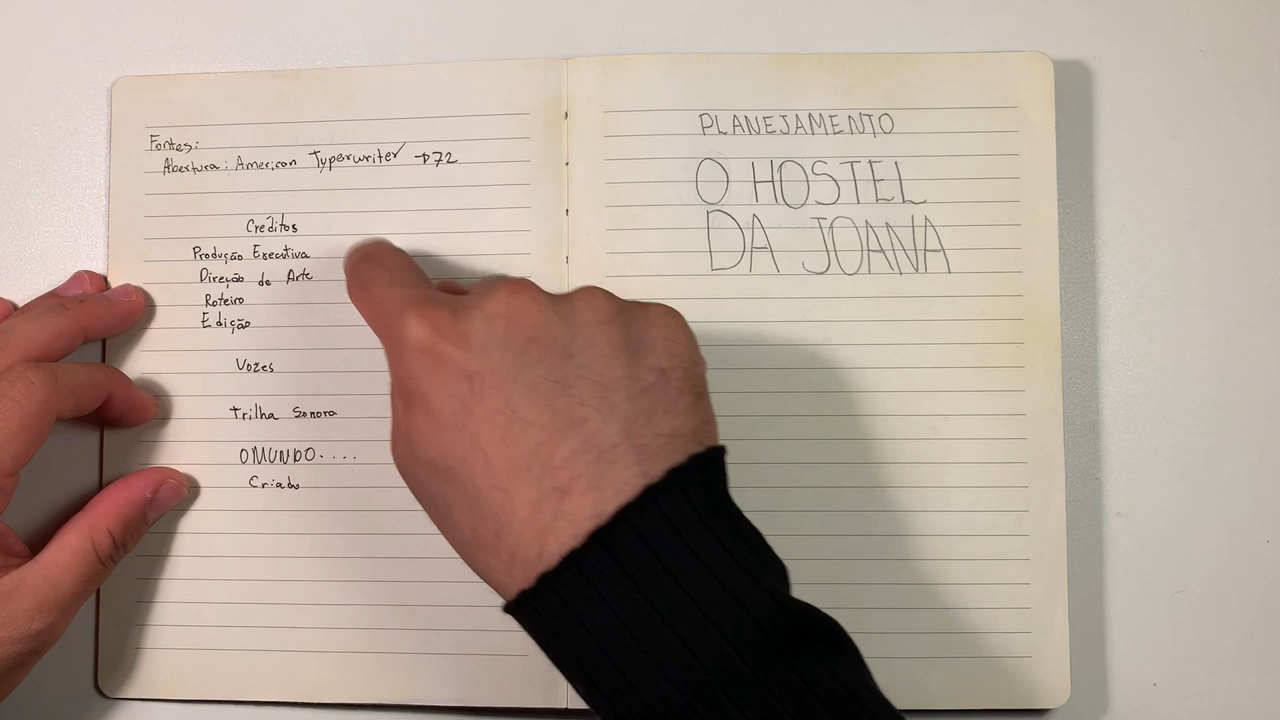 Fontes:
Abertura: American Typerwriter → 72
Créditos
Produção Executiva
Direção de Arte
Roteiro
Edição
Vozes
Trilha Sonora
O MUNDO....
Criado
PLANEJAMENTO
O HOSTEL
DA JOANA